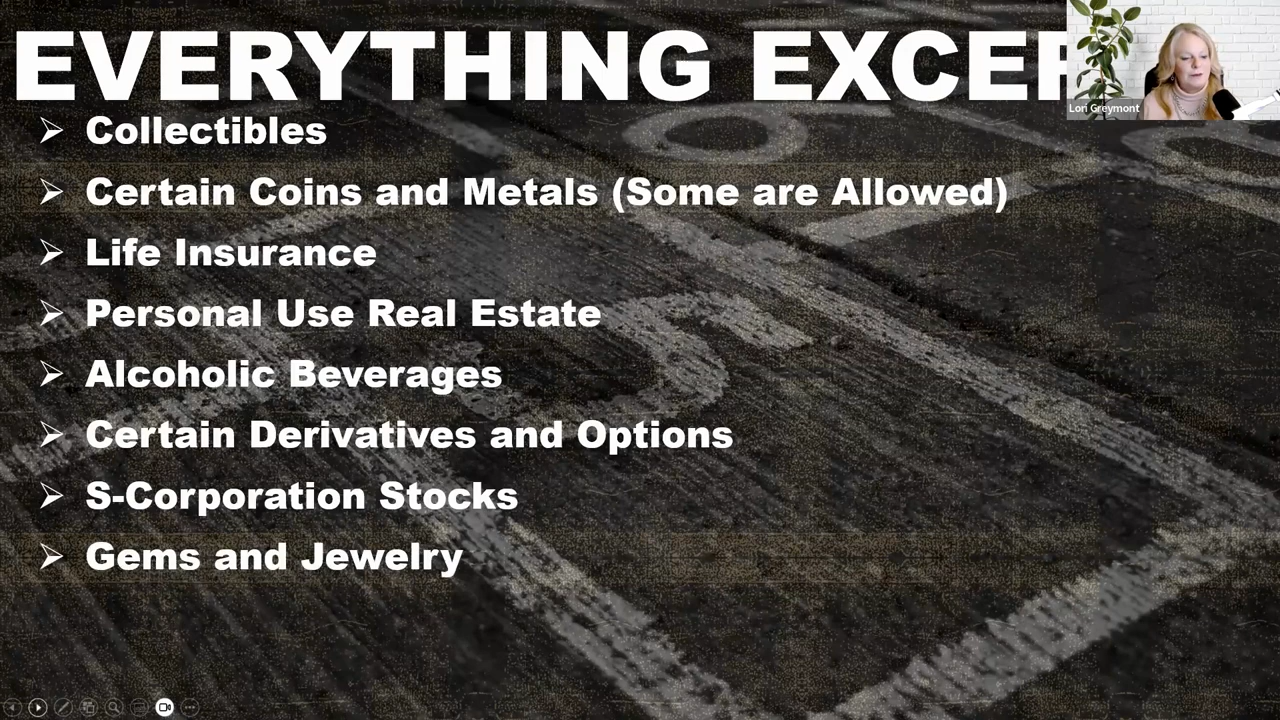 EVERYTHING EXCEP
Lori Greymont
Collectibles
Certain Coins and Metals (Some are Allowed)
Life Insurance
Personal Use Real Estate
Alcoholic Beverages
Certain Derivatives and Options
S-Corporation Stocks
Gems and Jewelry